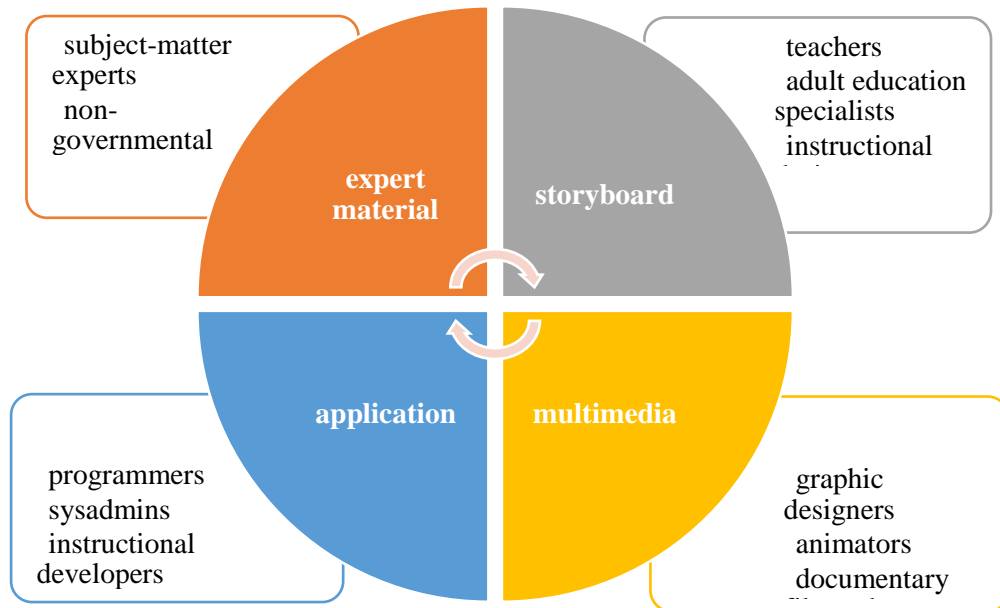 subject-matter
experts
non-
governmental
expert
material
teachers
adult education
specialists
instructional
storyboard
application
programmers
sysadmins
instructional
developers
multimedia
graphic
designers
animators
documentary